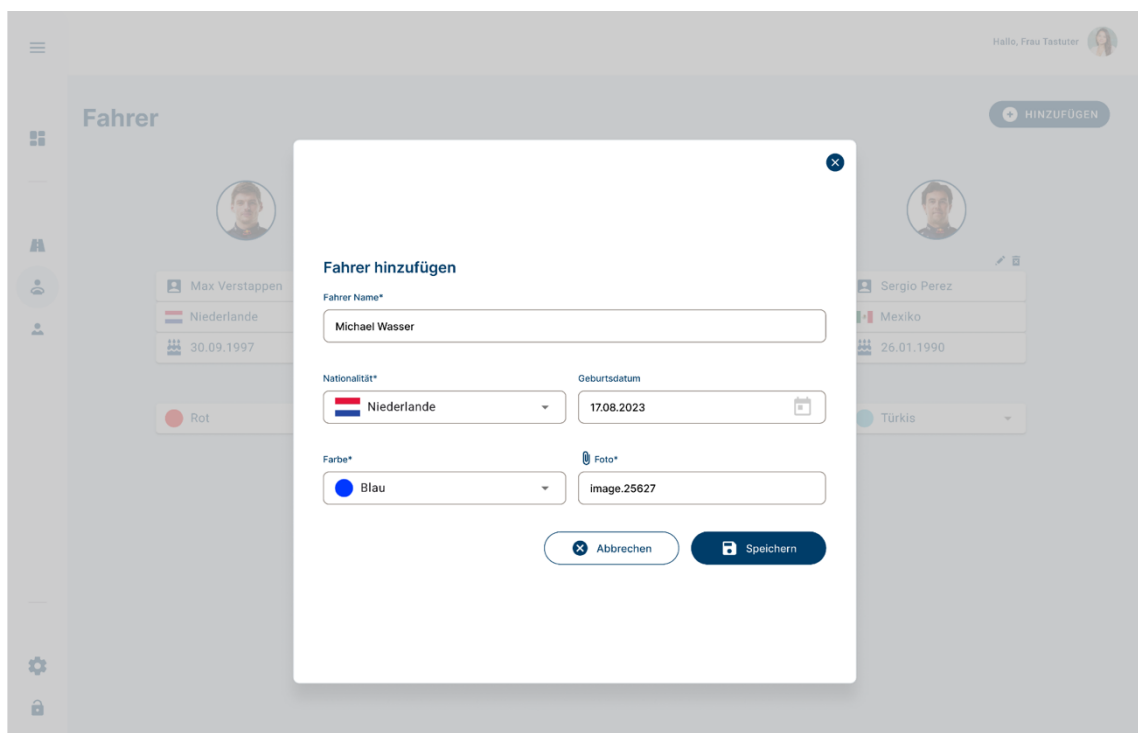 Hallo, Frau Tastuter
Fahrer
HINZUFÜGEN
Max Verstappen
Niederlande
30.09.1997
Rot
Sergio Perez
Mexiko
26.01.1990
Türkis
Fahrer hinzufügen
Fahrer Name*
Michael Wasser
Nationalität* Geburtsdatum
Niederlande 17.08.2023
Farbe* Foto*
Blau image.25627
Abbrechen Speichern